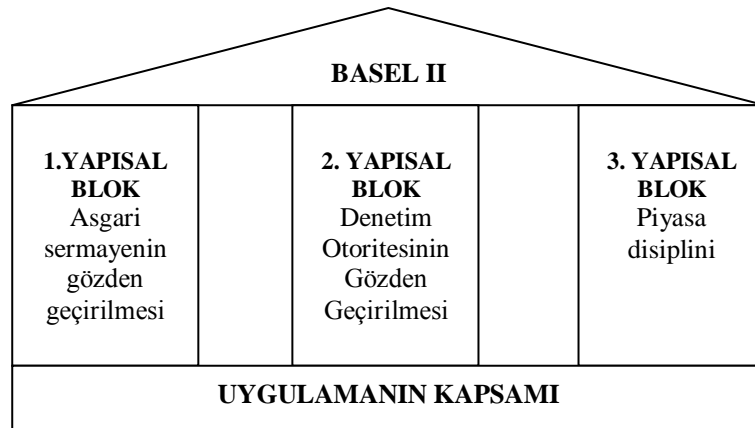 BASEL II
1.YAPISAL
BLOK
Asgari
sermayenin
gözden
geçirilmesi
2. YAPISAL
BLOK
Denetim
Otoritesinin
Gözden
Geçirilmesi
3. YAPISAL
BLOK
Piyasa
disiplini
UYGULAMANIN KAPSAMI